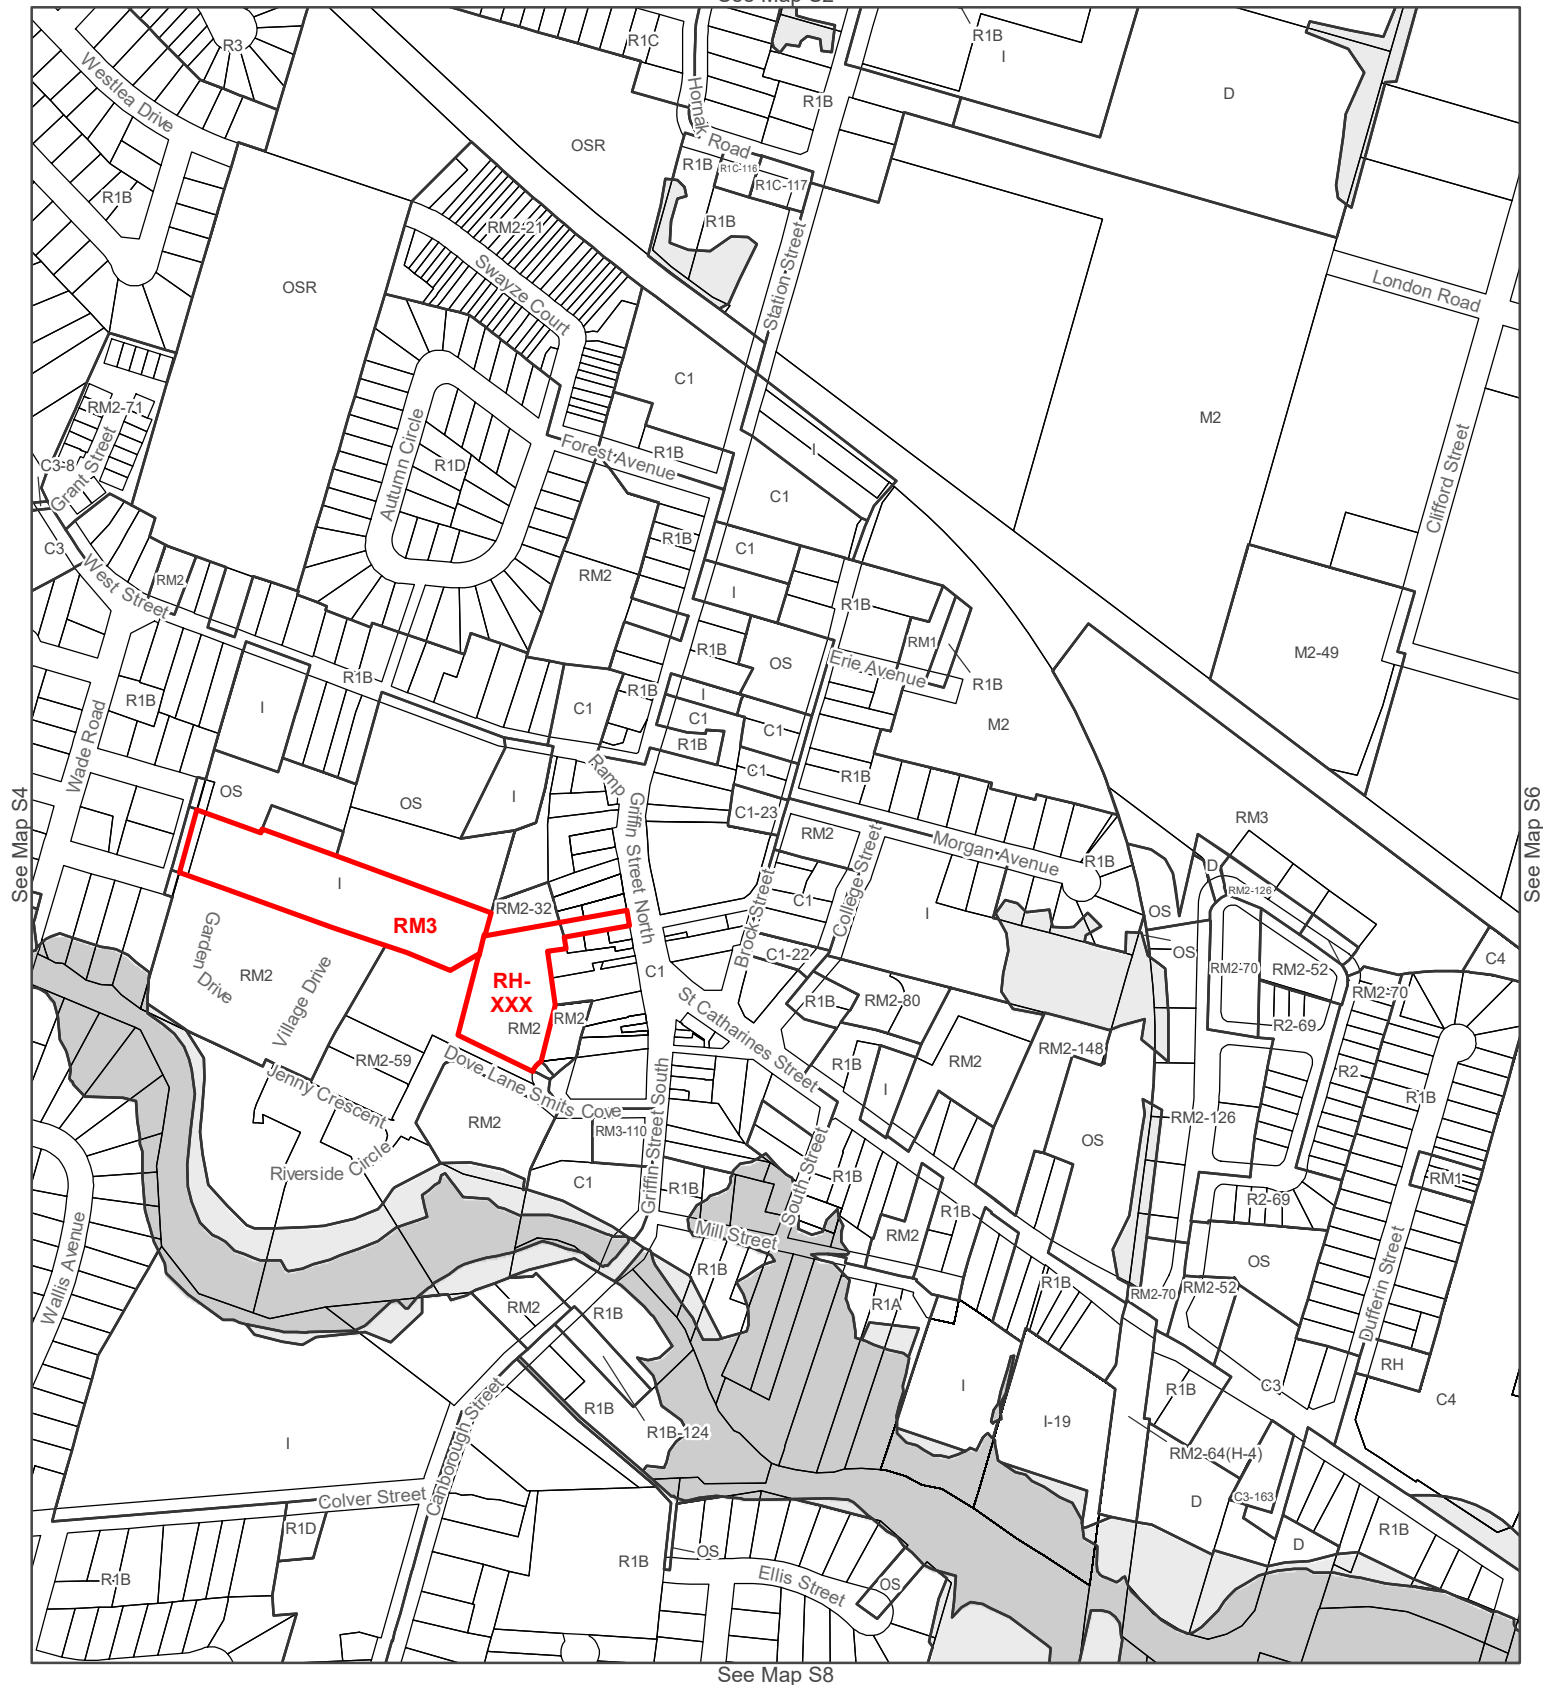 R3
R1C
R1B
I
Westlea Drive
Hornak Road
R1B
D
OSR
R1B
R1C-116
R1C-117
R1B
R1B
RM2-21
Station Street
Swayze Court
OSR
London Road
C1
RM2-71
M2
Autumn Circle
Forest Avenue
R1B
I
Clifford Street
C3-8
Grant Street
R1D
C1
C3
West Street
RM2
RM2
R1B
C1
I
R1B
RM1
R1B
R1B
OS
Erie Avenue
M2-49
R1B
R1B
R1B
I
C1
I
C1
C1
R1B
M2
Wade Road
Ramp
C1
R1B
OS
OS
I
Griffin Street North
C1-23
RM2
RM3
See Map S4
See Map S6
Morgan Avenue
R1B
D
RM2-126
I
RM3
RM2-32
Brock Street
C1
College Street
I
OS
OS
Garden Drive
RM2
Village Drive
RH-
XXX
RM2
RM2
C1
C1-22
RM2-70
RM2-52
C4
St Catharines Street
R1B
RM2-80
RM2-70
R2-69
RM2-59
Dove Lane
Smits Cove
Jenny Crescent
R1B
I
RM2
RM2-148
R2
R1B
RM2
RM3-110
Griffin Street South
RM2-126
OS
Riverside Circle
C1
R1B
South Street
R1B
RM1
R2-69
Mill Street
R1B
RM2
R1B
Wallis Avenue
OS
R1B
RM2-70
RM2-52
Dufferin Street
RM2
R1B
R1A
RH
R1B
R1B-124
I
I-19
R1B
C3
C4
I
Canborough Street
RM2-64(H-4)
Colver Street
D
C3-163
R1D
R1B
R1B
R1B
OS
D
Ellis Street
OS
See Map S8